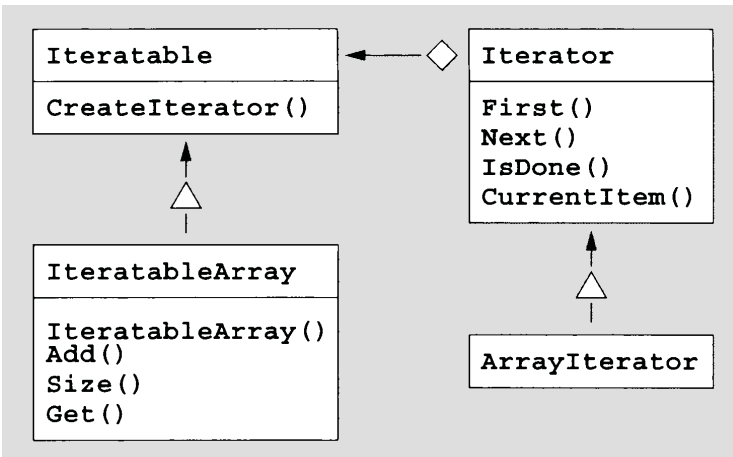 Iteratable
CreateIterator()
Iterator
First()
Next()
IsDone()
CurrentItem()
IteratableArray
IteratableArray()
Add()
Size()
Get()
ArrayIterator